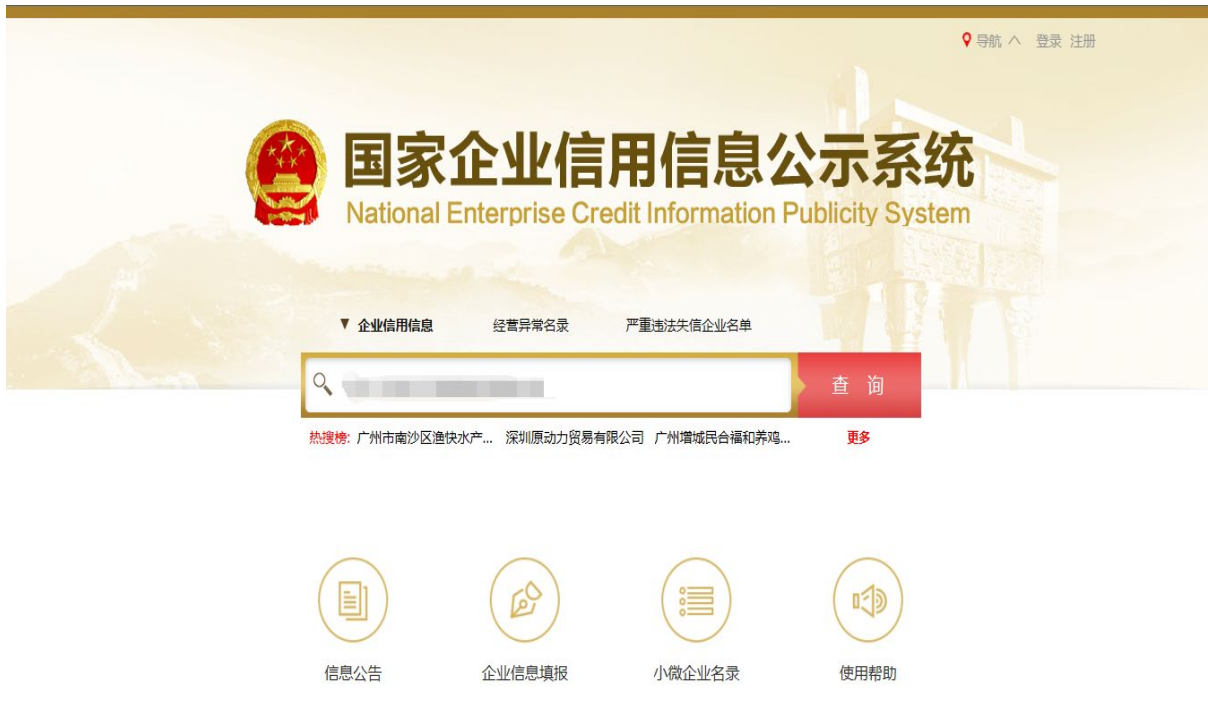 导航 登录 注册
国家企业信用信息公示系统
National Enterprise Credit Information Publicity System
企业信用信息 经营异常名录 严重违法失信企业名单
查 询
热搜榜: 广州市南沙区渔快水产... 深圳原动力贸易有限公司 广州增城民合福和养鸡... 更多
信息公告 企业信息填报 小微企业名录 使用帮助